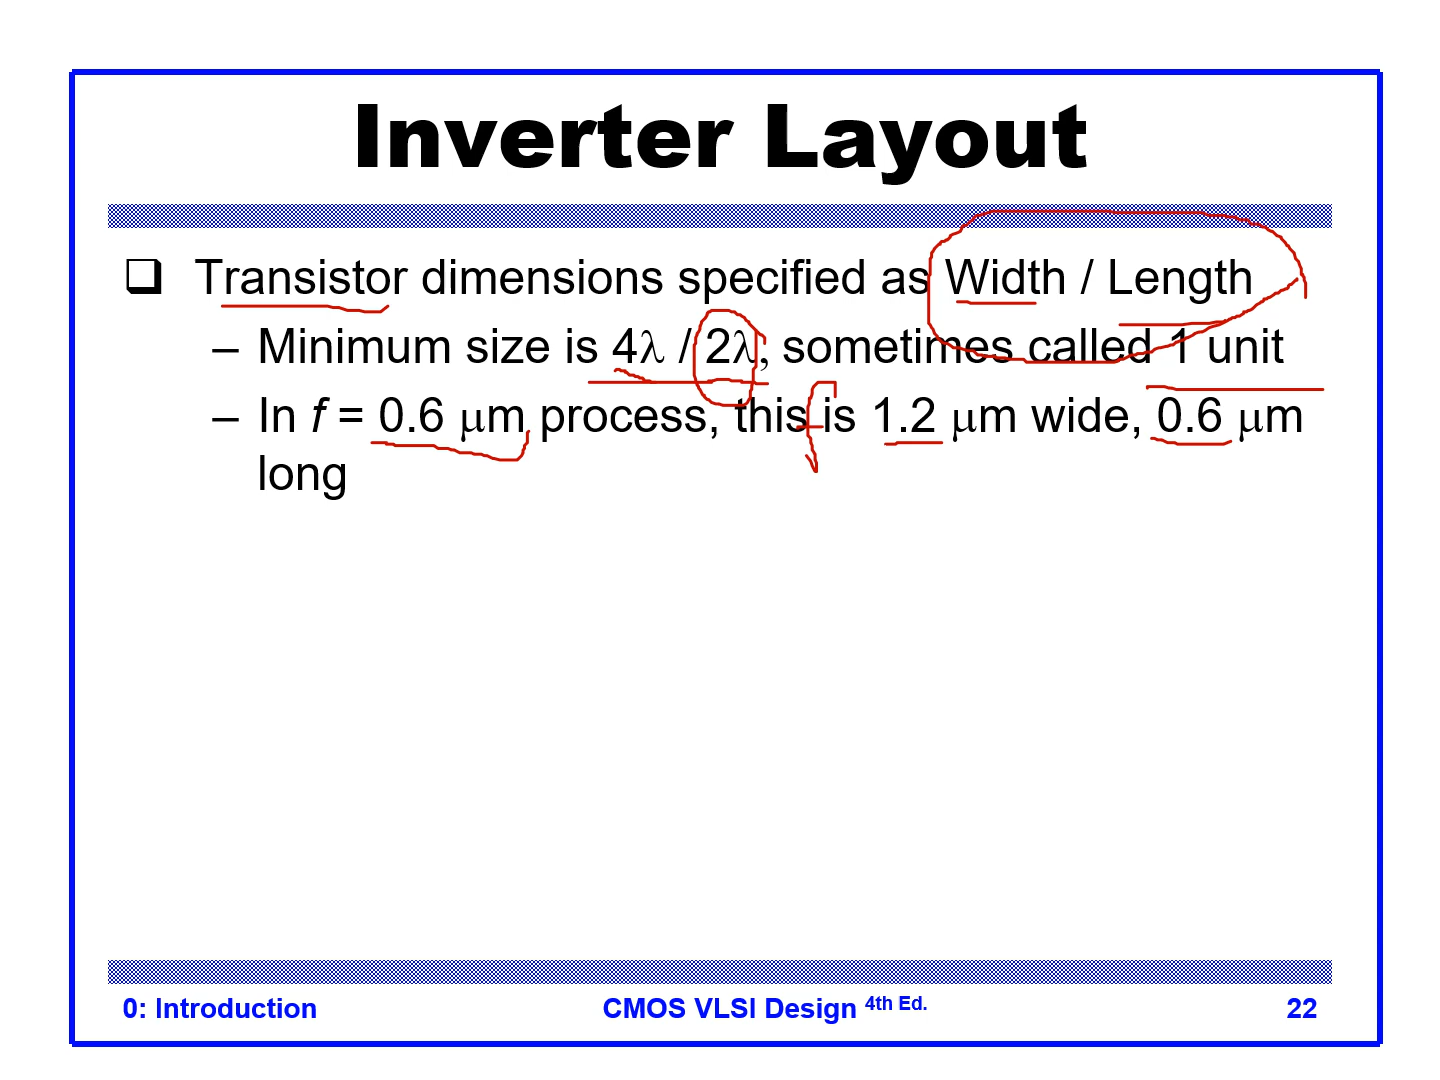 Inverter Layout
❑ Transistor dimensions specified as Width / Length
– Minimum size is 4λ / 2λ, sometimes called 1 unit
– In f = 0.6 μm process, this is 1.2 μm wide, 0.6 μm
long
0: Introduction CMOS VLSI Design 4th Ed. 22